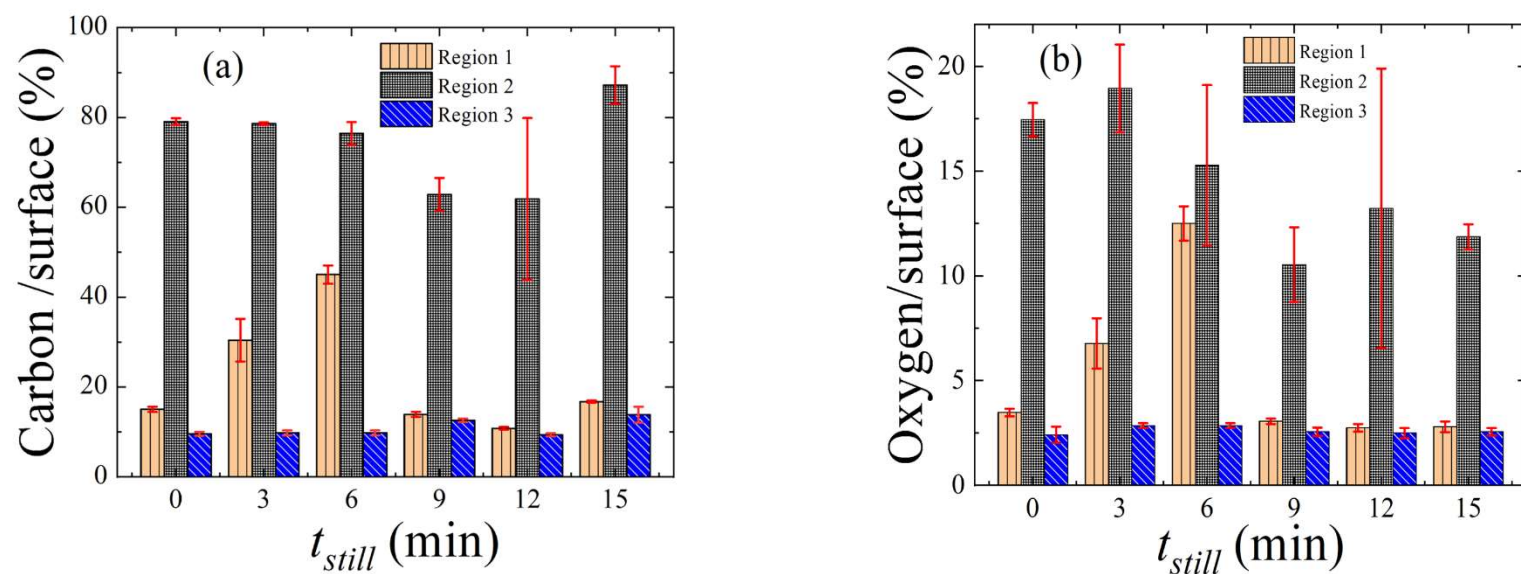 (a)
Region 1
Region 2
Region 3
Carbon /surface (%)
100
80
60
40
20
0
0 3 6 9 12 15
t_still (min)
(b)
Region 1
Region 2
Region 3
Oxygen/surface (%)
20
15
10
5
0
0 3 6 9 12 15
t_still (min)